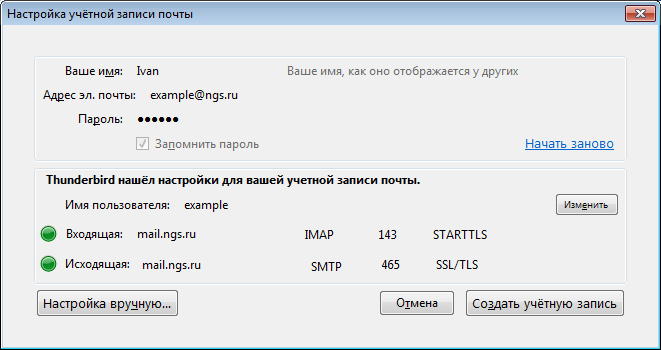 Настройка учётной записи почты
Ваше имя: Ivan Ваше имя, как оно отображается у других
Адрес эл. почты: example@ngs.ru
Пароль: ●●●●●●
Запомнить пароль Начать заново
Thunderbird нашёл настройки для вашей учетной записи почты.
Имя пользователя: example Изменить
Входящая: mail.ngs.ru IMAP 143 STARTTLS
Исходящая: mail.ngs.ru SMTP 465 SSL/TLS
Настройка вручную... Отмена Создать учётную запись